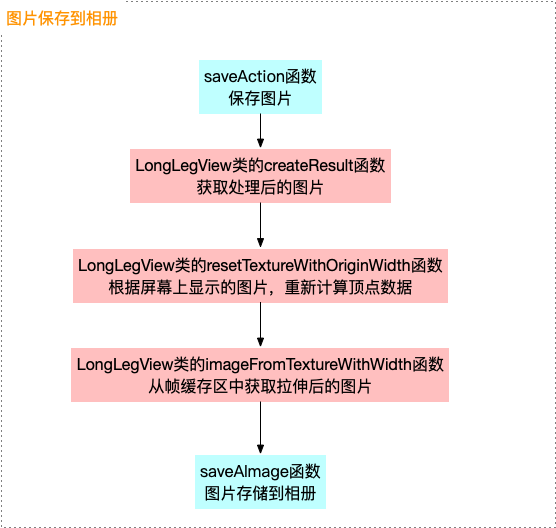 图片保存到相册
saveAction函数
保存图片
LongLegView类的createResult函数
获取处理后的图片
LongLegView类的resetTextureWithOriginWidth函数
根据屏幕上显示的图片，重新计算顶点数据
LongLegView类的imageFromTextureWithWidth函数
从帧缓存区中获取拉伸后的图片
saveAImage函数
图片存储到相册